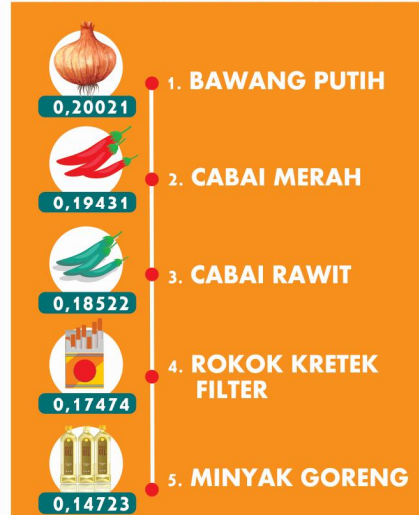 0,20021
1. BAWANG PUTIH
0,19431
2. CABAI MERAH
0,18522
3. CABAI RAWIT
0,17474
4. ROKOK KRETEK
FILTER
0,14723
5. MINYAK GORENG